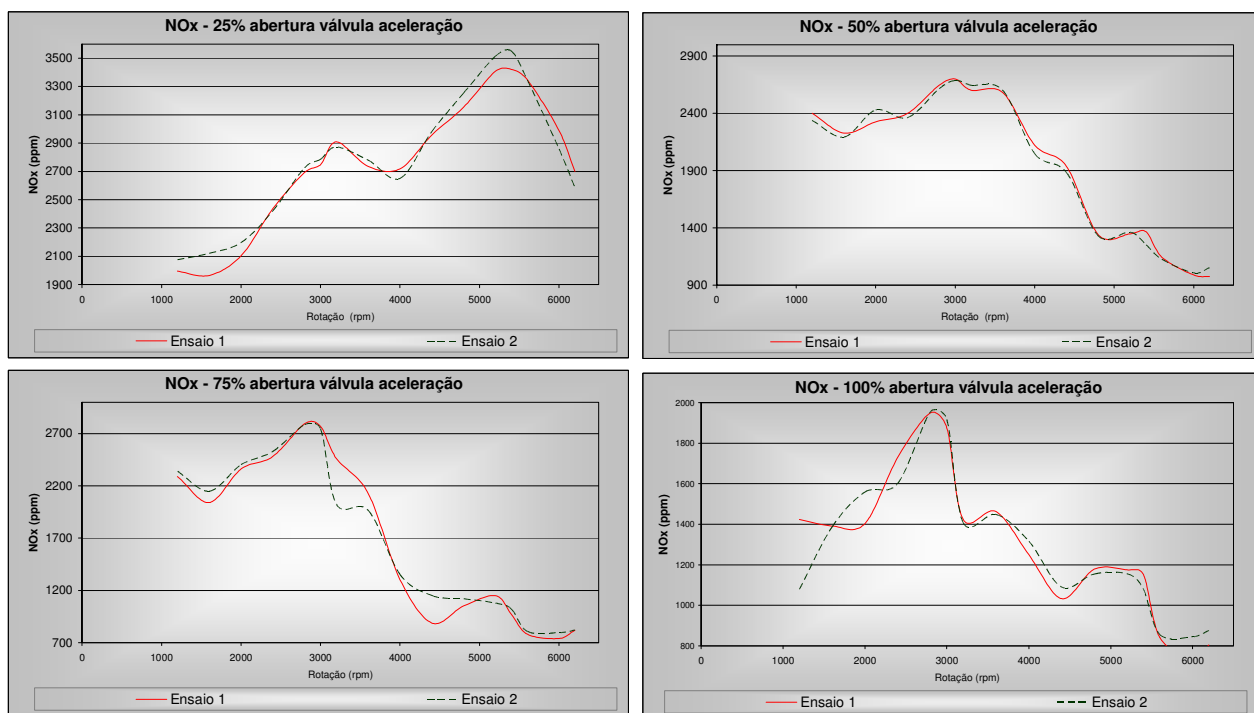 NOx - 25% abertura válvula aceleração
3500
3300
3100
2900
2700
2500
2300
2100
1900
NOx (ppm)
0 1000 2000 3000 4000 5000 6000
Rotação (rpm)
Ensaio 1 Ensaio 2
NOx - 50% abertura válvula aceleração
2900
2400
1900
1400
900
NOx (ppm)
0 1000 2000 3000 4000 5000 6000
Rotação (rpm)
Ensaio 1 Ensaio 2
NOx - 75% abertura válvula aceleração
2700
2200
1700
1200
700
NOx (ppm)
0 1000 2000 3000 4000 5000 6000
Rotação (rpm)
Ensaio 1 Ensaio 2
NOx - 100% abertura válvula aceleração
2000
1800
1600
1400
1200
1000
800
NOx (ppm)
0 1000 2000 3000 4000 5000 6000
Rotação (rpm)
Ensaio 1 Ensaio 2